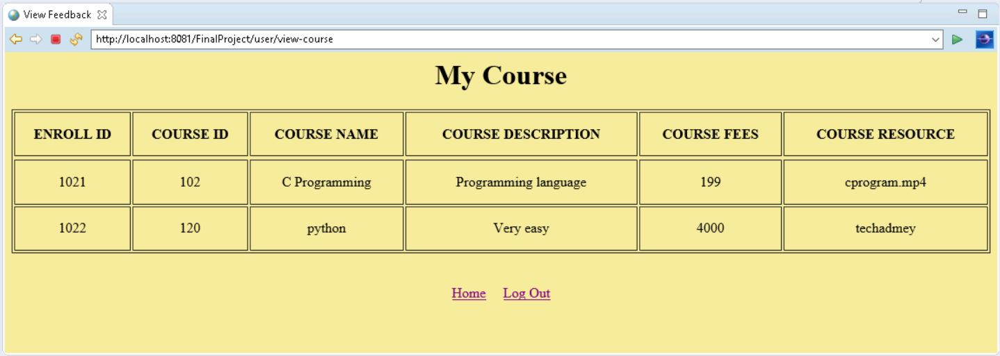 View Feedback
http://localhost:8081/FinalProject/user/view-course
My Course
ENROLL ID COURSE ID COURSE NAME COURSE DESCRIPTION COURSE FEES COURSE RESOURCE
1021 102 C Programming Programming language 199 cprogram.mp4
1022 120 python Very easy 4000 techadmey
Home Log Out